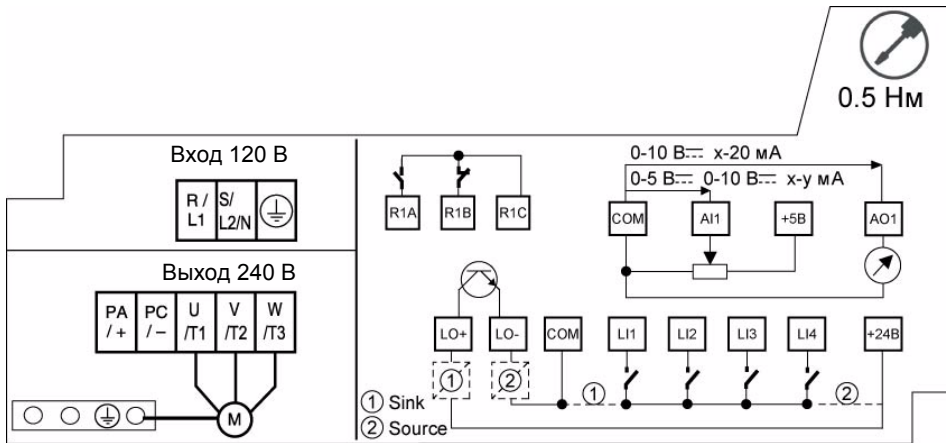 0.5 Нм
Вход 120 В
R / L1
S/ L2/N
Выход 240 В
PA / +
PC / –
U /T1
V /T2
W /T3
M
R1A
R1B
R1C
0-10 В x-20 мА
0-5 В 0-10 В x-y мА
COM
AI1
+5В
AO1
LO+
LO-
COM
LI1
LI2
LI3
LI4
+24В
1
2
1
2
1 Sink
2 Source